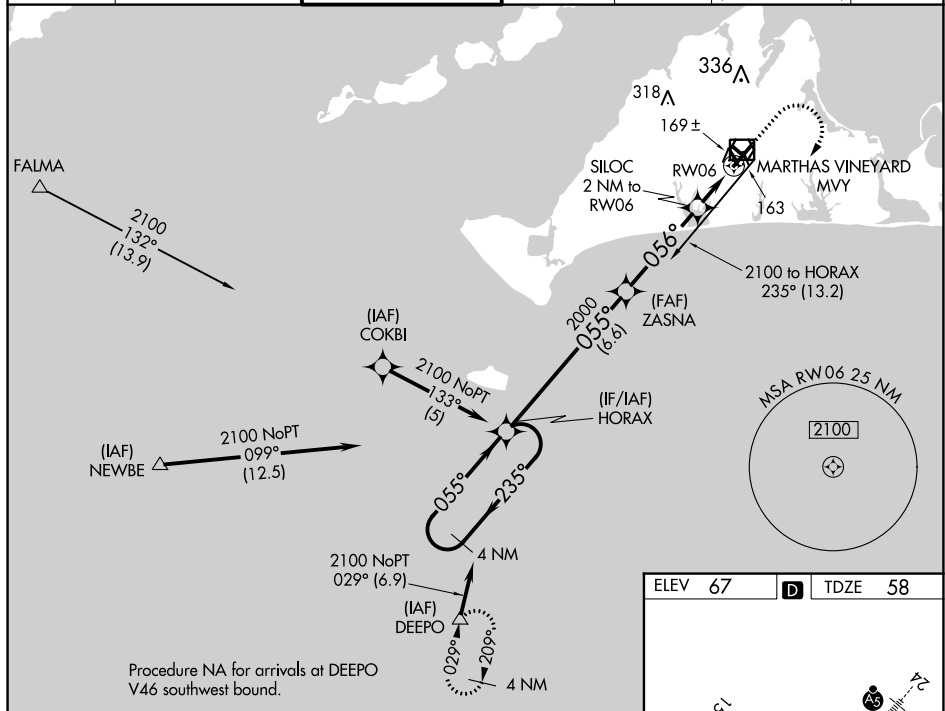 336
318
169 ±
FALMA
SILOC
2 NM to
RW06
RW06
MARTHAS VINEYARD
MVY
163
2100
132°
(13.9)
056°
2100 to HORAX
235° (13.2)
(FAF)
ZASNA
2000
055°
(6.6)
(IAF)
COKBI
2100 NoPT
133°
(5)
(IF/IAF)
HORAX
MSA RW06 25 NM
2100
(IAF)
NEWBE
2100 NoPT
099°
(12.5)
055°
235°
4 NM
2100 NoPT
029° (6.9)
(IAF)
DEEPO
029°
209°
4 NM
Procedure NA for arrivals at DEEPO
V46 southwest bound.
ELEV 67 D TDZE 58
24
A5
15